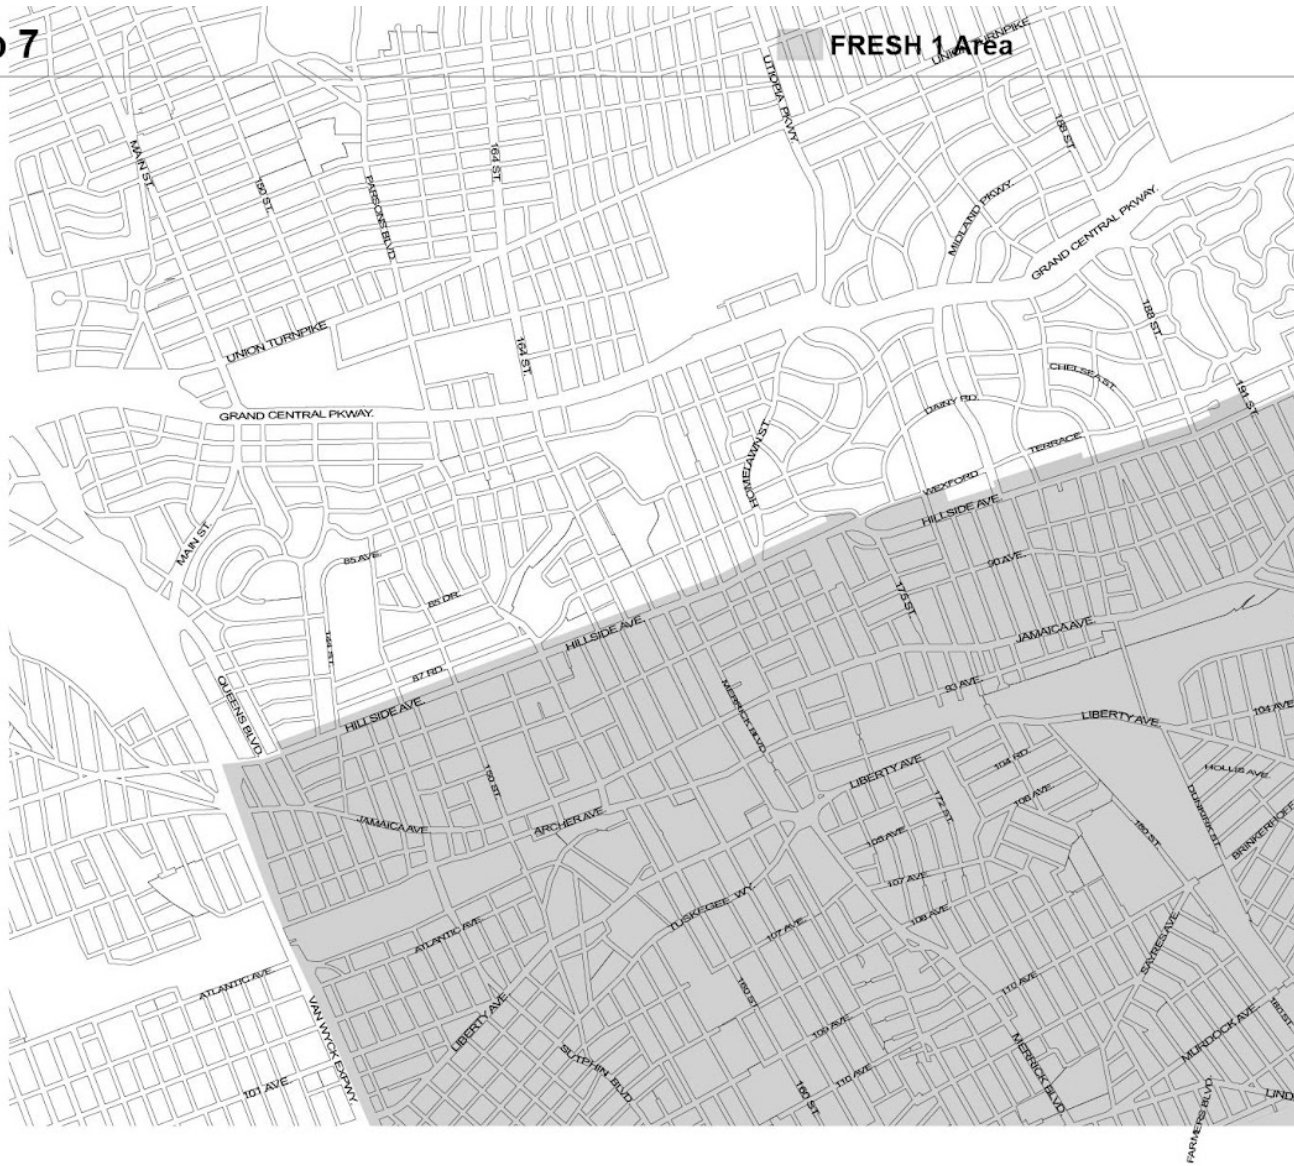 7
FRESH 1 Area
UNION TURNPIKE
UTIOPIA PKWY.
MAIN ST.
150 ST.
PARSONS BLVD
164 ST.
188 ST.
MIDLAND PKWY.
GRAND CENTRAL PKWAY.
UNION TURNPIKE
164 ST.
188 ST.
CHELSEA ST.
191 ST.
GRAND CENTRAL PKWAY.
DAINY RD.
HOMELAWN ST.
TERRACE
WEXFORD
HILLSIDE AVE.
MAIN ST.
85 AVE.
90 AVE.
85 DR.
175 ST.
HILLSIDE AVE.
JAMAICA AVE.
144 ST.
87 RD.
QUEENS BLVD.
HILLSIDE AVE.
MERRICK BLVD.
93 AVE.
LIBERTY AVE.
104 AVE.
150 ST.
LIBERTY AVE.
104 RD.
HOLLIS AVE.
JAMAICA AVE
ARCHER AVE.
172 ST.
106 AVE.
DUNKIRK ST.
180 ST.
BRINKERHOFF
105 AVE.
107 AVE.
TUSKEGEE WY.
108 AVE.
ATLANTIC AVE.
107 AVE.
SAYRES AVE.
ATLANTIC AVE.
160 ST.
110 AVE.
VAN WYCK EXPWY.
LIBERTY AVE.
109 AVE.
MURDOCK AVE.
180 ST.
SUTPHIN BLVD.
MERRICK BLVD.
101 AVE.
110 AVE.
160 ST.
LIND
FARMERS BLVD.